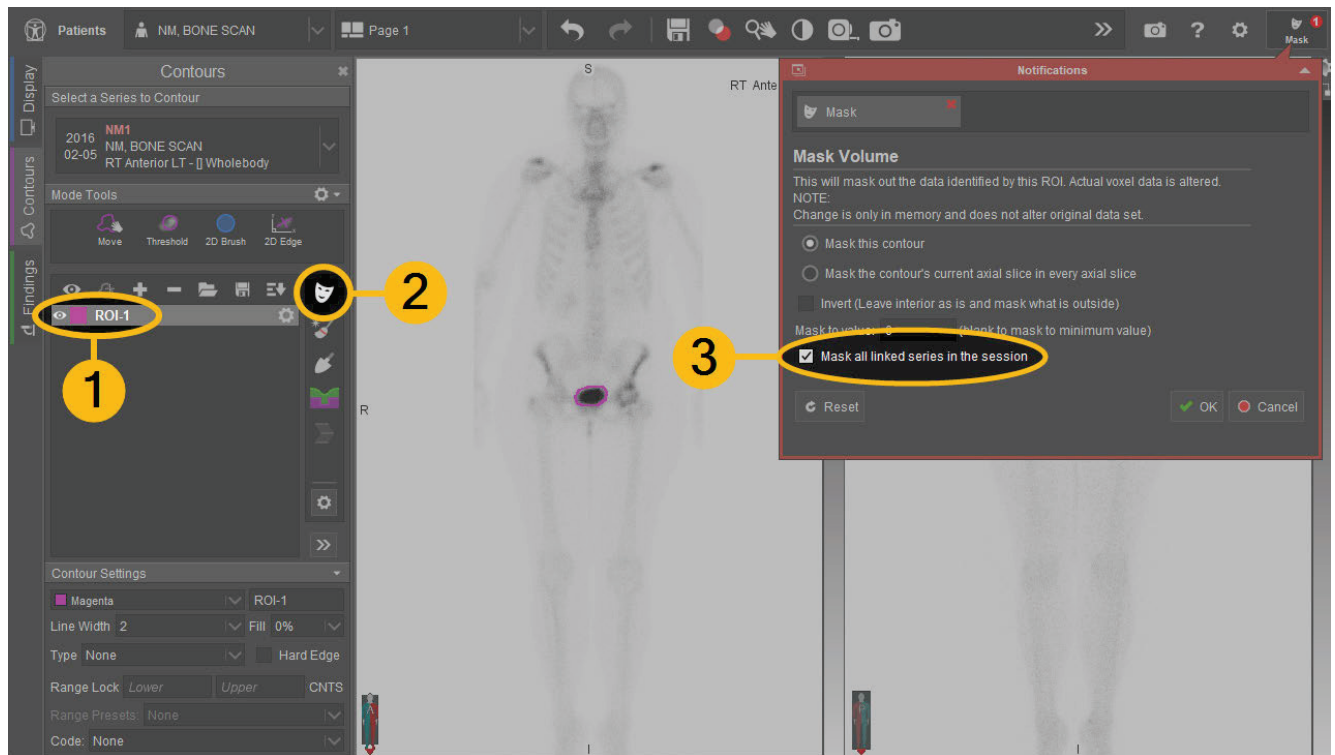 Patients
NM, BONE SCAN
Page 1
1
Mask
Display
Contours
Findings
Contours
Select a Series to Contour
2016
02-05
NM1
NM, BONE SCAN
RT Anterior LT - [] Wholebody
Mode Tools
Move
Threshold
2D Brush
2D Edge
ROI-1
1
2
3
Contour Settings
Magenta
ROI-1
Line Width 2
Fill 0%
Type None
Hard Edge
Range Lock Lower Upper CNTS
Range Presets: None
Code: None
S
RT Ante
R
I
I
Notifications
Mask
Mask Volume
This will mask out the data identified by this ROI. Actual voxel data is altered.
NOTE:
Change is only in memory and does not alter original data set.
Mask this contour
Mask the contour's current axial slice in every axial slice
Invert (Leave interior as is and mask what is outside)
Mask to value: 0 (blank to mask to minimum value)
Mask all linked series in the session
Reset
OK
Cancel